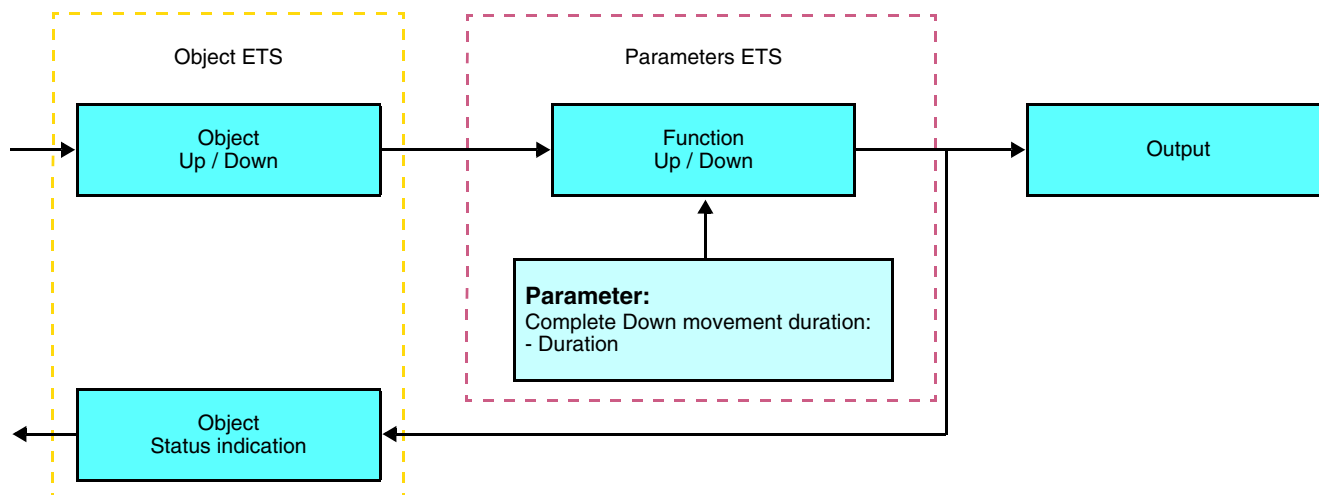 Object ETS
Parameters ETS
Object
Up / Down
Function
Up / Down
Output
Parameter:
Complete Down movement duration:
- Duration
Object
Status indication